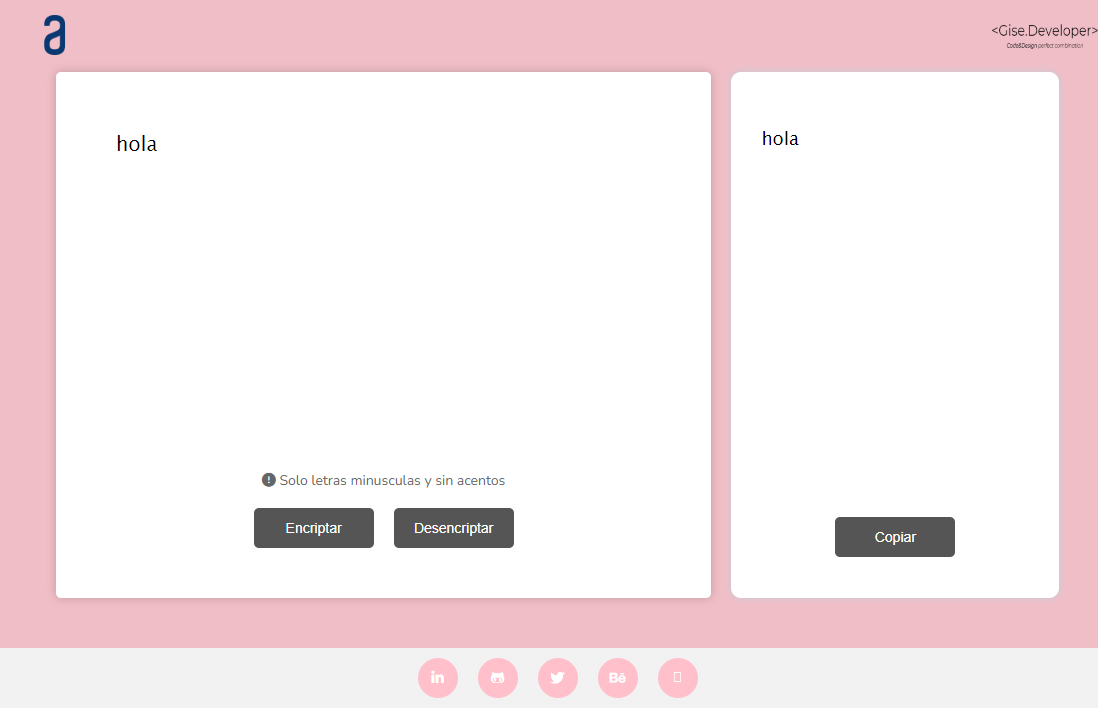 a
<Gise.Developer>
Code&Design perfect combination
hola
hola
Solo letras minusculas y sin acentos
Encriptar
Desencriptar
Copiar
in
Bē